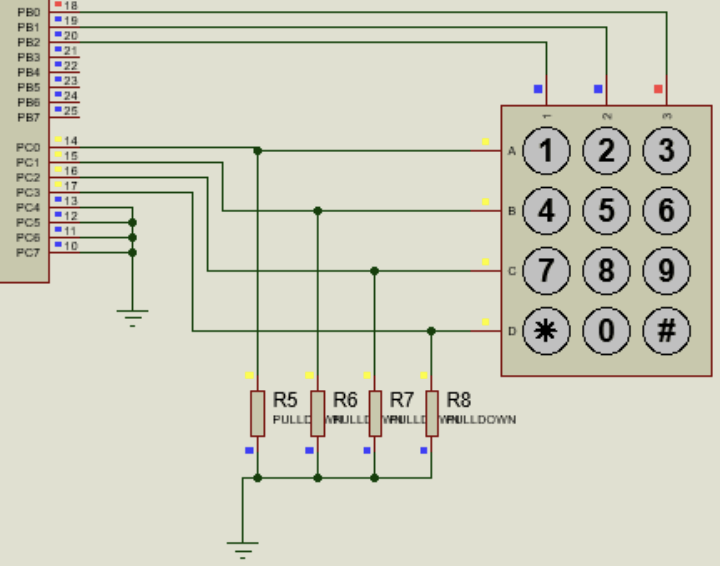 PB0 18
PB1 19
PB2 20
PB3 21
PB4 22
PB5 23
PB6 24
PB7 25
PC0 14
PC1 15
PC2 16
PC3 17
PC4 13
PC5 12
PC6 11
PC7 10
1 2 3
A 1 2 3
B 4 5 6
C 7 8 9
D * 0 #
R5 R6 R7 R8
PULLDOWN